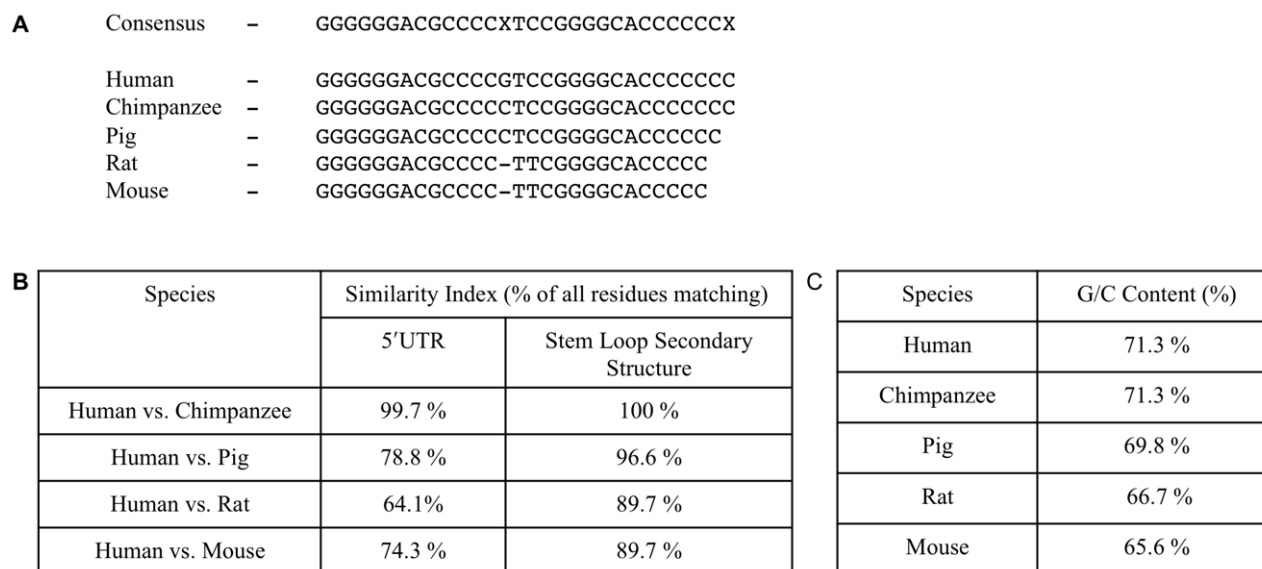 A Consensus – GGGGGGACGCCCCXTCCGGGGCACCCCCCX
Human – GGGGGGACGCCCCGTCCGGGGCACCCCCCC
Chimpanzee – GGGGGGACGCCCCCTCCGGGGCACCCCCCC
Pig – GGGGGGACGCCCCCTCCGGGGCACCCCCC
Rat – GGGGGGACGCCCC-TTCGGGGCACCCCC
Mouse – GGGGGGACGCCCC-TTCGGGGCACCCCC
B Species Similarity Index (% of all residues matching)
5′UTR Stem Loop Secondary
Structure
Human vs. Chimpanzee 99.7 % 100 %
Human vs. Pig 78.8 % 96.6 %
Human vs. Rat 64.1% 89.7 %
Human vs. Mouse 74.3 % 89.7 %
C Species G/C Content (%)
Human 71.3 %
Chimpanzee 71.3 %
Pig 69.8 %
Rat 66.7 %
Mouse 65.6 %